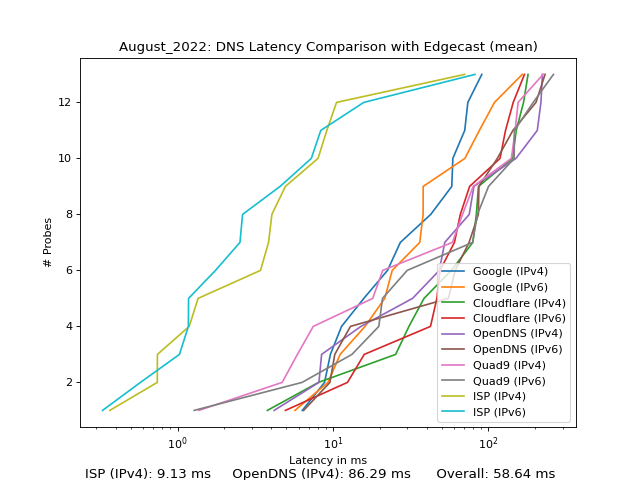 August_2022: DNS Latency Comparison with Edgecast (mean)
# Probes
12
10
8
6
4
2
10⁰
10¹
10²
Latency in ms
Google (IPv4)
Google (IPv6)
Cloudflare (IPv4)
Cloudflare (IPv6)
OpenDNS (IPv4)
OpenDNS (IPv6)
Quad9 (IPv4)
Quad9 (IPv6)
ISP (IPv4)
ISP (IPv6)
ISP (IPv4): 9.13 ms OpenDNS (IPv4): 86.29 ms Overall: 58.64 ms